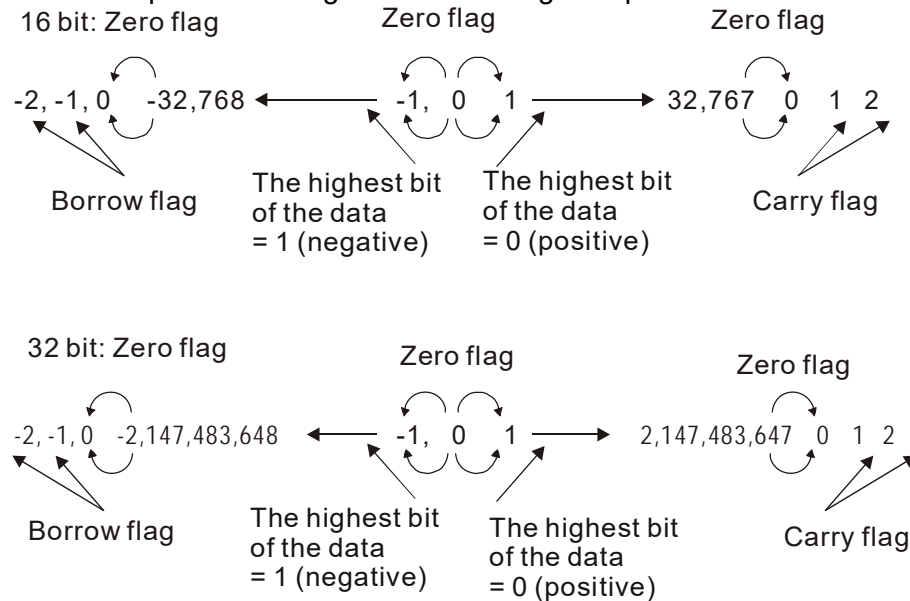 16 bit: Zero flag
Zero flag
Zero flag
-2, -1, 0 -32,768
-1, 0 1
32,767 0 1 2
Borrow flag
The highest bit
of the data
= 1 (negative)
The highest bit
of the data
= 0 (positive)
Carry flag
32 bit: Zero flag
Zero flag
Zero flag
-2, -1, 0 -2,147,483,648
-1, 0 1
2,147,483,647 0 1 2
Borrow flag
The highest bit
of the data
= 1 (negative)
The highest bit
of the data
= 0 (positive)
Carry flag